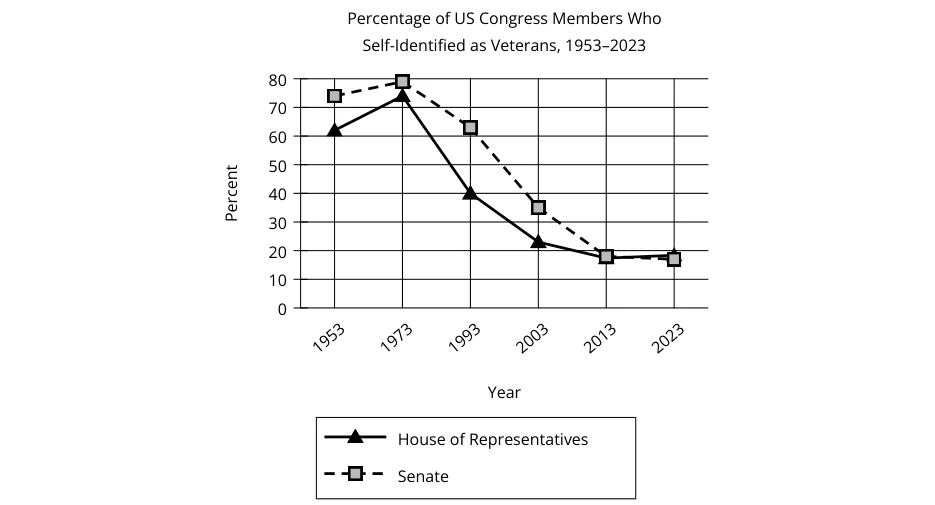 Percentage of US Congress Members Who
Self-Identified as Veterans, 1953–2023
80
70
60
50
40
30
20
10
0
Percent
1953
1973
1993
2003
2013
2023
Year
House of Representatives
Senate